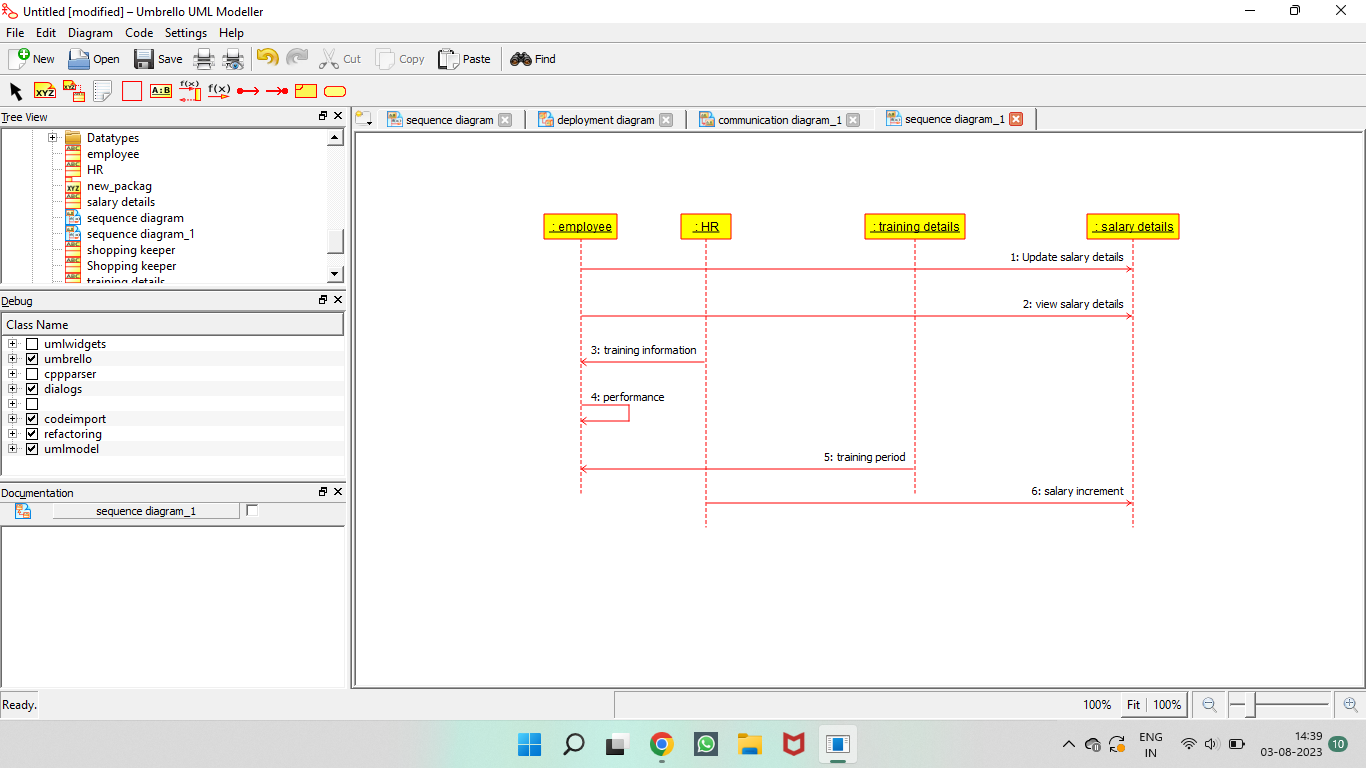 Untitled [modified] – Umbrello UML Modeller
File Edit Diagram Code Settings Help
New Open Save Cut Copy Paste Find
XYZ XYZ A:B f(x) f(x)
Tree View
sequence diagram deployment diagram communication diagram_1 sequence diagram_1
Datatypes
employee
HR
new_packag
salary details
sequence diagram
sequence diagram_1
shopping keeper
Shopping keeper
training details
Debug
Class Name
umlwidgets
umbrello
cppparser
dialogs
codeimport
refactoring
umlmodel
Documentation
sequence diagram_1
: employee : HR : training details : salary details
1: Update salary details
2: view salary details
3: training information
4: performance
5: training period
6: salary increment
Ready.
100% Fit 100%
ENG
IN
14:39
03-08-2023
10